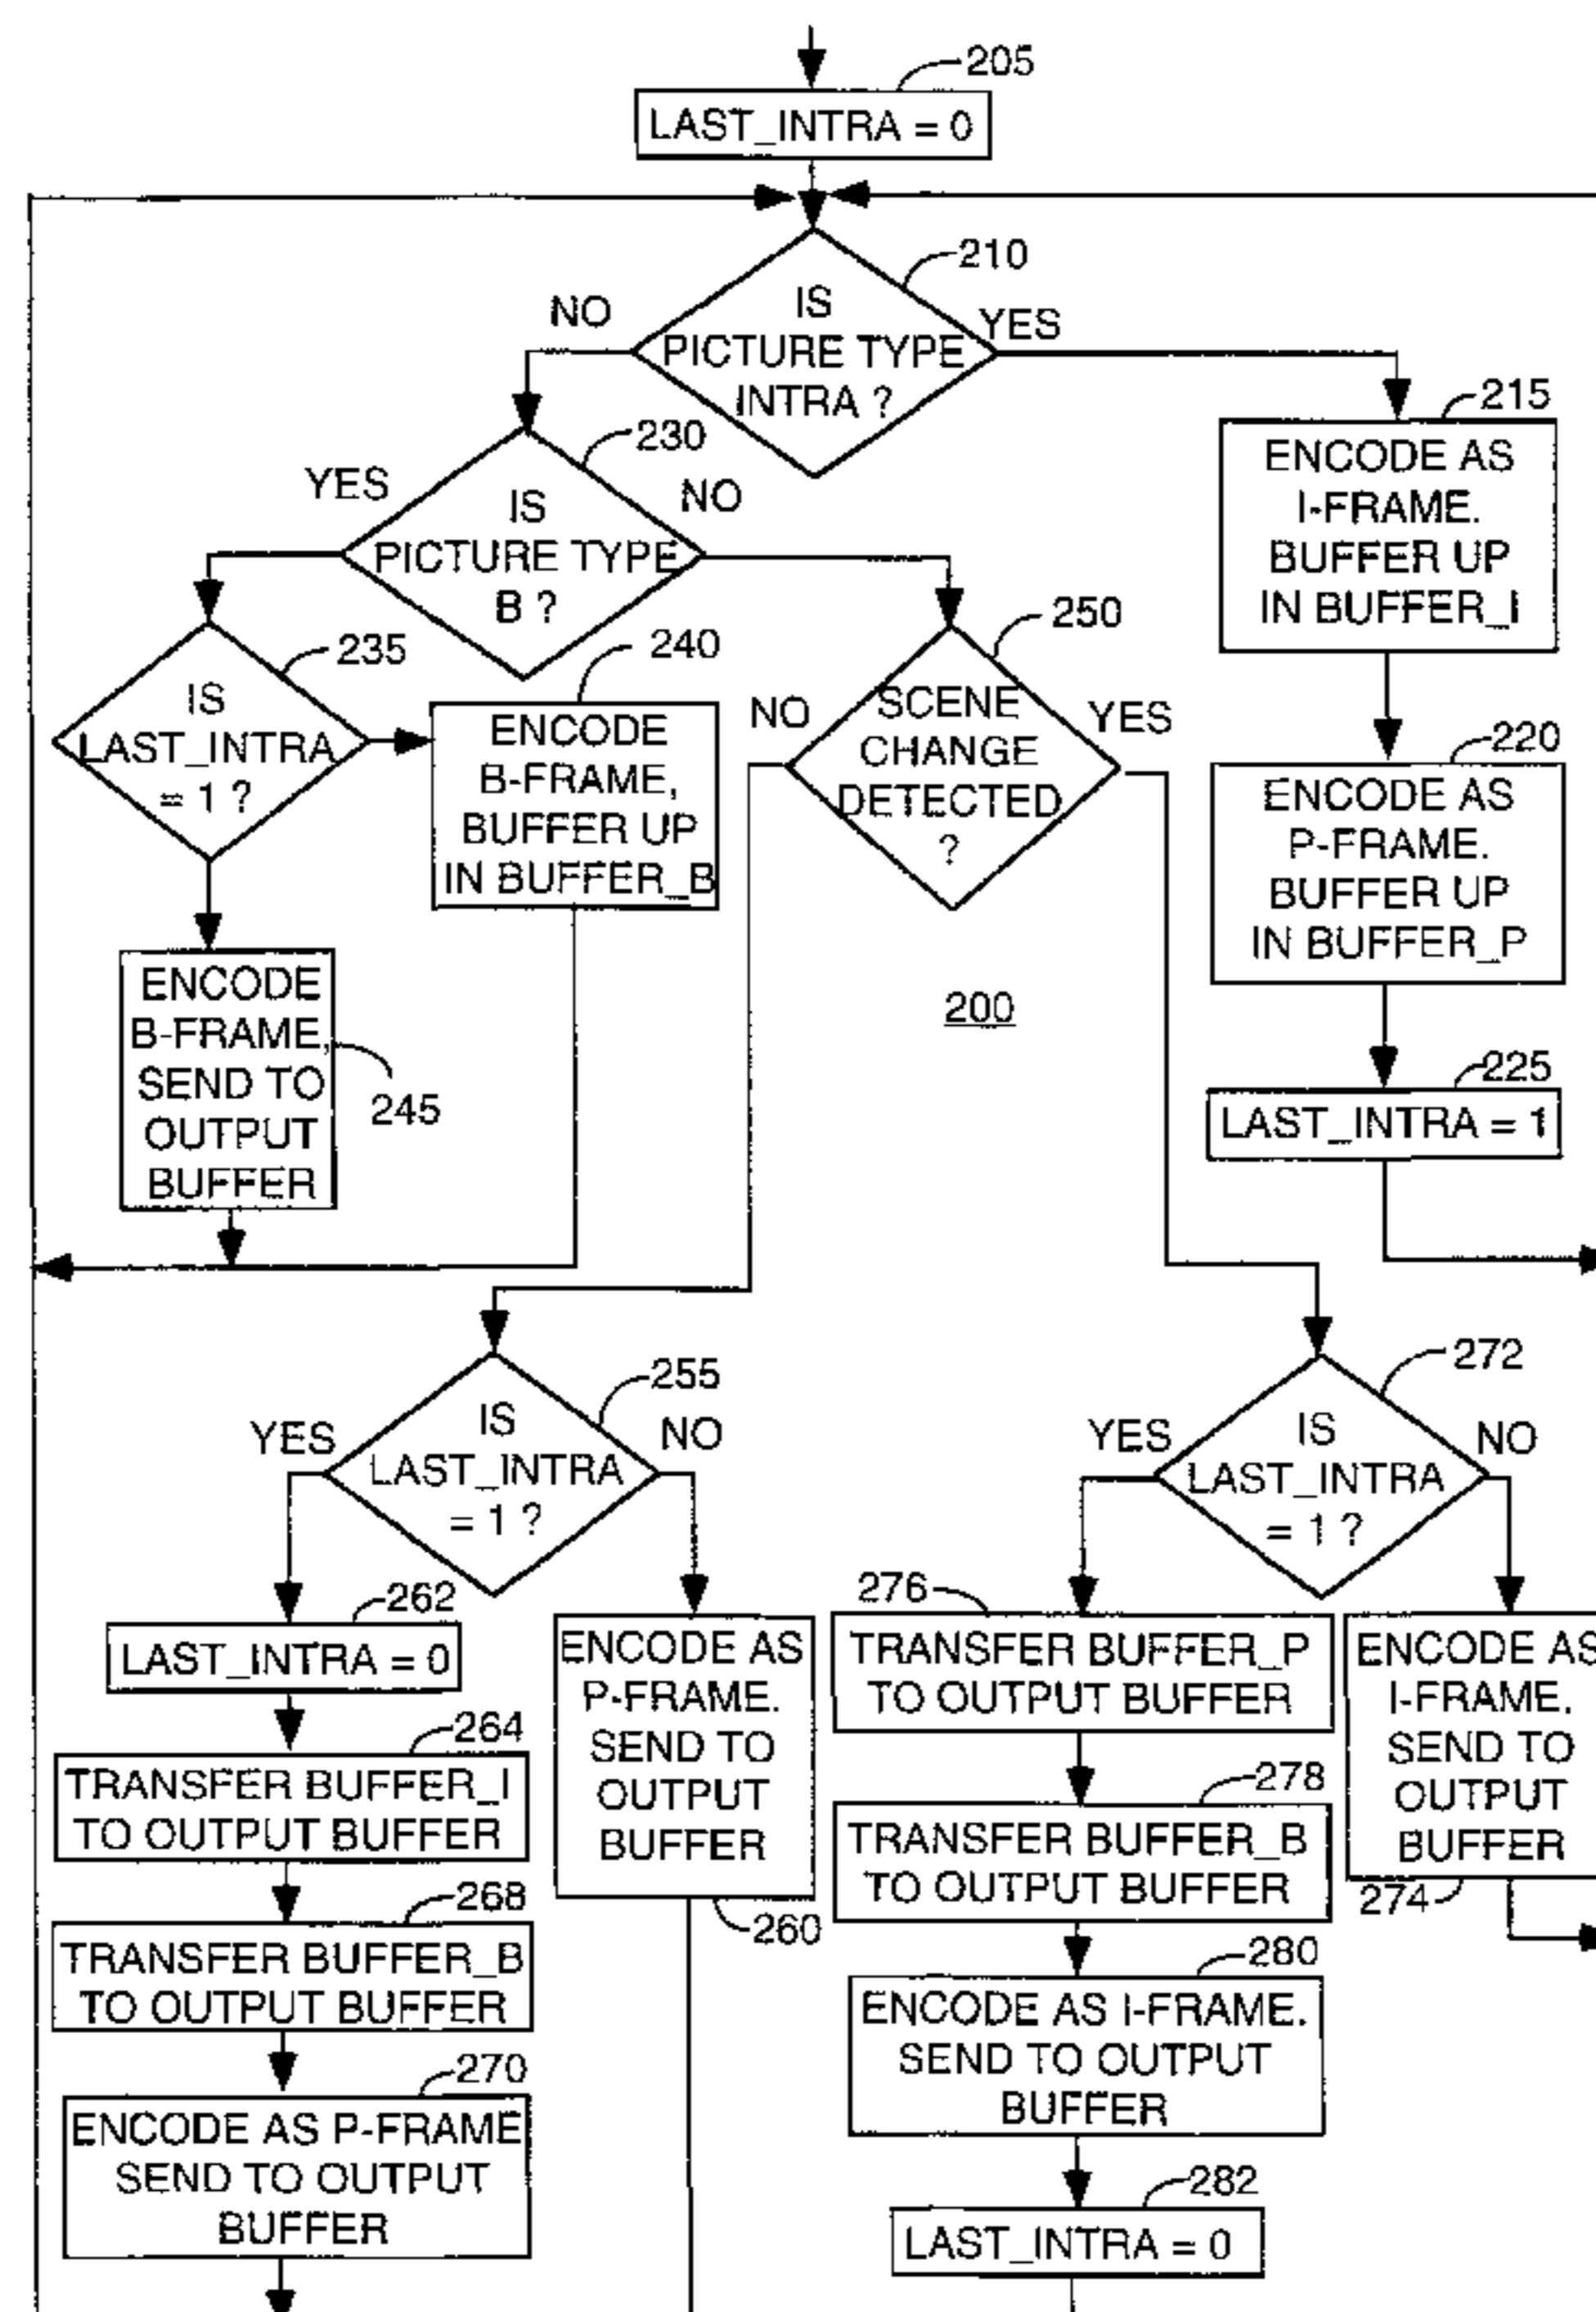 205
LAST_INTRA = 0
210
IS
PICTURE TYPE
INTRA ?
NO
YES
215
ENCODE AS
I-FRAME.
BUFFER UP
IN BUFFER_I
230
IS
PICTURE TYPE
B ?
YES
NO
220
ENCODE AS
P-FRAME.
BUFFER UP
IN BUFFER_P
235
IS
LAST_INTRA
= 1 ?
240
ENCODE
B-FRAME,
BUFFER UP
IN BUFFER_B
250
SCENE
CHANGE
DETECTED
?
NO
YES
245
ENCODE
B-FRAME,
SEND TO
OUTPUT
BUFFER
200
225
LAST_INTRA = 1
255
IS
LAST_INTRA
= 1 ?
YES
NO
272
IS
LAST_INTRA
= 1 ?
YES
NO
262
LAST_INTRA = 0
264
TRANSFER BUFFER_I
TO OUTPUT BUFFER
268
TRANSFER BUFFER_B
TO OUTPUT BUFFER
270
ENCODE AS P-FRAME
SEND TO OUTPUT
BUFFER
ENCODE AS
P-FRAME.
SEND TO
OUTPUT
BUFFER
260
276
TRANSFER BUFFER_P
TO OUTPUT BUFFER
278
TRANSFER BUFFER_B
TO OUTPUT BUFFER
280
ENCODE AS I-FRAME.
SEND TO OUTPUT
BUFFER
282
LAST_INTRA = 0
ENCODE AS
I-FRAME.
SEND TO
OUTPUT
BUFFER
274